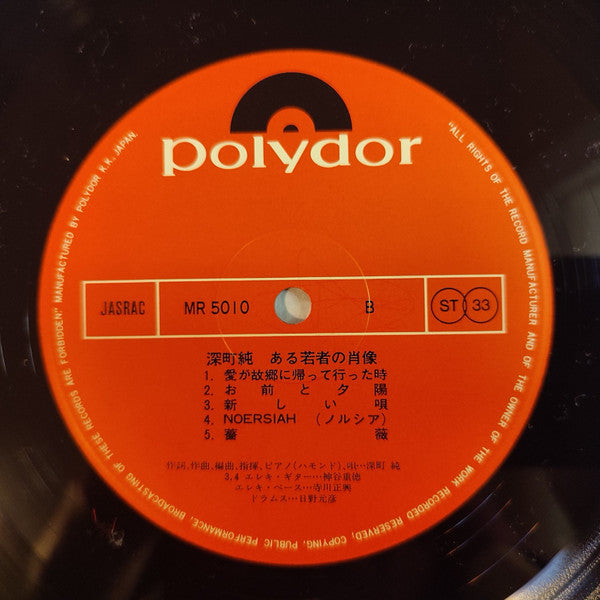 polydor
JASRAC MR 5010 B ST 33
深町純 ある若者の肖像
1. 愛が故郷に帰って行った時
2. お前と夕陽
3. 新しい唄
4. NOERSIAH (ノルシア)
5. 薔薇
作詞、作曲、編曲、指揮、ピアノ(ハモンド)、唄…深町 純
3.4 エレキ・ギター…神谷重徳
エレキ・ベース…寺川正興
ドラムス…日野元彦
"ALL RIGHTS OF THE RECORD MANUFACTURER AND OF THE OWNER OF THE WORK RECORDED RESERVED, COPYING, PUBLIC PERFORMANCE, BROADCASTING OF THESE RECORDS ARE FORBIDDEN" MANUFACTURED BY POLYDOR K.K. JAPAN.